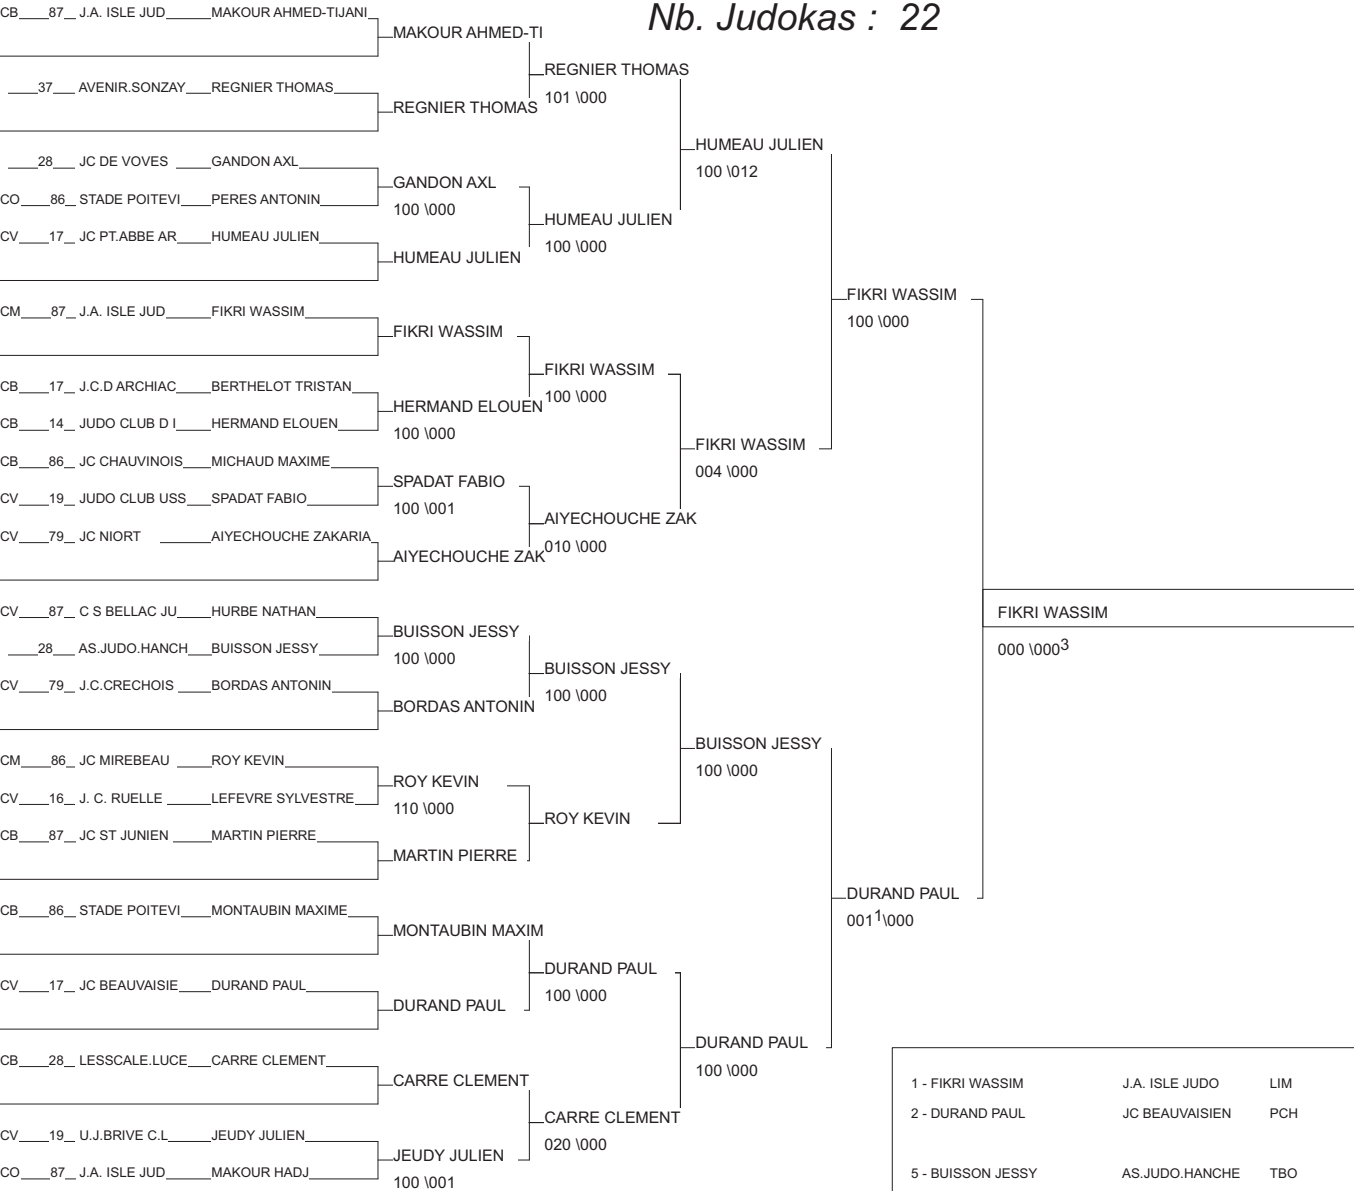 Nb. Judokas : 22
CB 87 J.A. ISLE JUD MAKOUR AHMED-TIJANI
MAKOUR AHMED-TI
REGNIER THOMAS
101 \000
37 AVENIR.SONZAY REGNIER THOMAS
REGNIER THOMAS
HUMEAU JULIEN
100 \012
28 JC DE VOVES GANDON AXL
GANDON AXL
100 \000
CO 86 STADE POITEVI PERES ANTONIN
HUMEAU JULIEN
100 \000
CV 17 JC PT.ABBE AR HUMEAU JULIEN
HUMEAU JULIEN
FIKRI WASSIM
100 \000
CM 87 J.A. ISLE JUD FIKRI WASSIM
FIKRI WASSIM
FIKRI WASSIM
100 \000
CB 17 J.C.D ARCHIAC BERTHELOT TRISTAN
HERMAND ELOUEN
100 \000
CB 14 JUDO CLUB D I HERMAND ELOUEN
FIKRI WASSIM
004 \000
CB 86 JC CHAUVINOIS MICHAUD MAXIME
SPADAT FABIO
100 \001
CV 19 JUDO CLUB USS SPADAT FABIO
AIYECHOUCHE ZAK
010 \000
CV 79 JC NIORT AIYECHOUCHE ZAKARIA
AIYECHOUCHE ZAK
CV 87 C S BELLAC JU HURBE NATHAN
FIKRI WASSIM
000 \000 3
BUISSON JESSY
100 \000
28 AS.JUDO.HANCH BUISSON JESSY
BUISSON JESSY
100 \000
CV 79 J.C.CRECHOIS BORDAS ANTONIN
BORDAS ANTONIN
BUISSON JESSY
100 \000
CM 86 JC MIREBEAU ROY KEVIN
ROY KEVIN
110 \000
CV 16 J. C. RUELLE LEFEVRE SYLVESTRE
ROY KEVIN
CB 87 JC ST JUNIEN MARTIN PIERRE
MARTIN PIERRE
DURAND PAUL
001 1 \000
CB 86 STADE POITEVI MONTAUBIN MAXIME
MONTAUBIN MAXIM
DURAND PAUL
100 \000
CV 17 JC BEAUVAISIE DURAND PAUL
DURAND PAUL
DURAND PAUL
100 \000
CB 28 LESSCALE.LUCE CARRE CLEMENT
CARRE CLEMENT
CARRE CLEMENT
020 \000
CV 19 U.J.BRIVE C.L JEUDY JULIEN
JEUDY JULIEN
100 \001
CO 87 J.A. ISLE JUD MAKOUR HADJ
1 - FIKRI WASSIM J.A. ISLE JUDO LIM
2 - DURAND PAUL JC BEAUVAISIEN PCH
5 - BUISSON JESSY AS.JUDO.HANCHE TBO